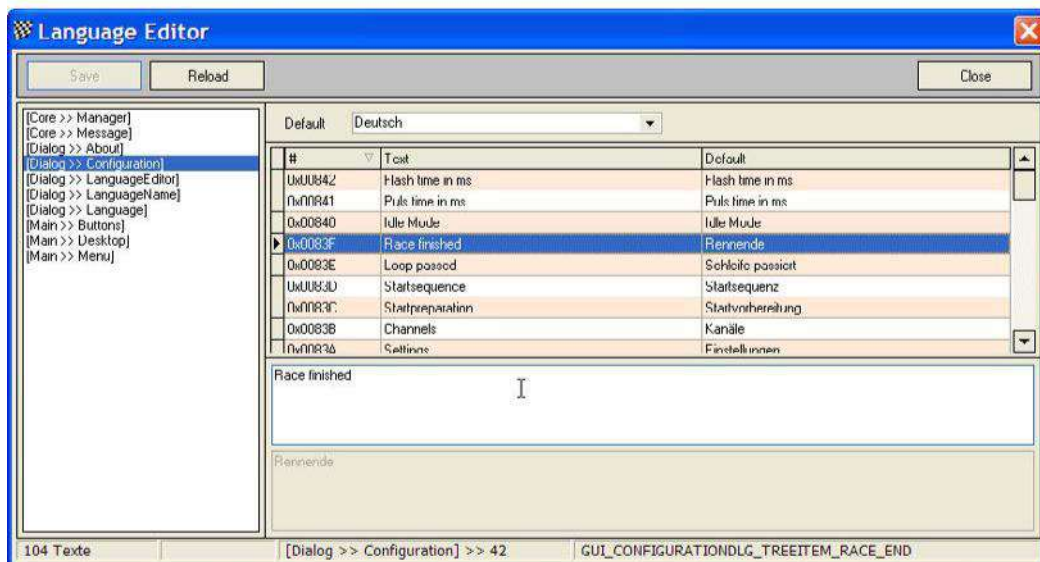 Language Editor
Save Reload Close
[Core >> Manager]
[Core >> Message]
[Dialog >> About]
[Dialog >> Configuration]
[Dialog >> LanguageEditor]
[Dialog >> LanguageName]
[Dialog >> Language]
[Main >> Buttons]
[Main >> Desktop]
[Main >> Menu]
Default Deutsch
# Text Default
0x00842 Flash time in ms Flash time in ms
0x00841 Puls time in ms Puls time in ms
0x00840 Idle Mode Idle Mode
0x0083F Race finished Rennende
0x0083E Loop passed Schleife passiert
0x0083D Startsequence Startsequenz
0x0083C Startpreparation Startvorbereitung
0x0083B Channels Kanäle
0x0083A Settings Einstellungen
Race finished
Rennende
104 Texte [Dialog >> Configuration] >> 42 GUI_CONFIGURATIONDLG_TREEITEM_RACE_END